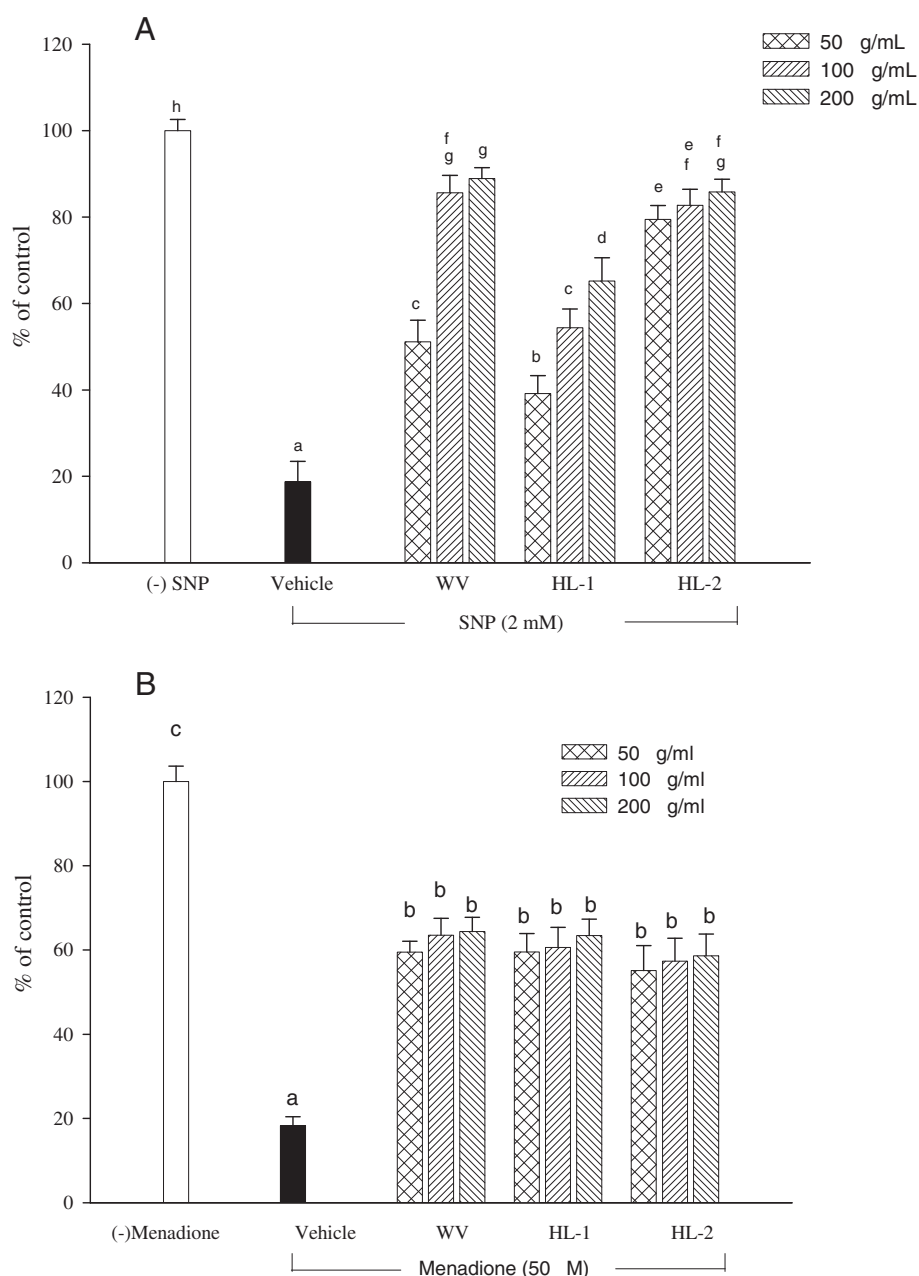 A
120
100
80
60
40
20
0
% of control
50 g/mL
100 g/mL
200 g/mL
h
a
c
f
g
g
b
c
d
e
e
f
f
g
(-) SNP Vehicle WV HL-1 HL-2
SNP (2 mM)
B
120
100
80
60
40
20
0
% of control
50 g/ml
100 g/ml
200 g/ml
c
a
b b b b b b b b b
(-)Menadione Vehicle WV HL-1 HL-2
Menadione (50 M)